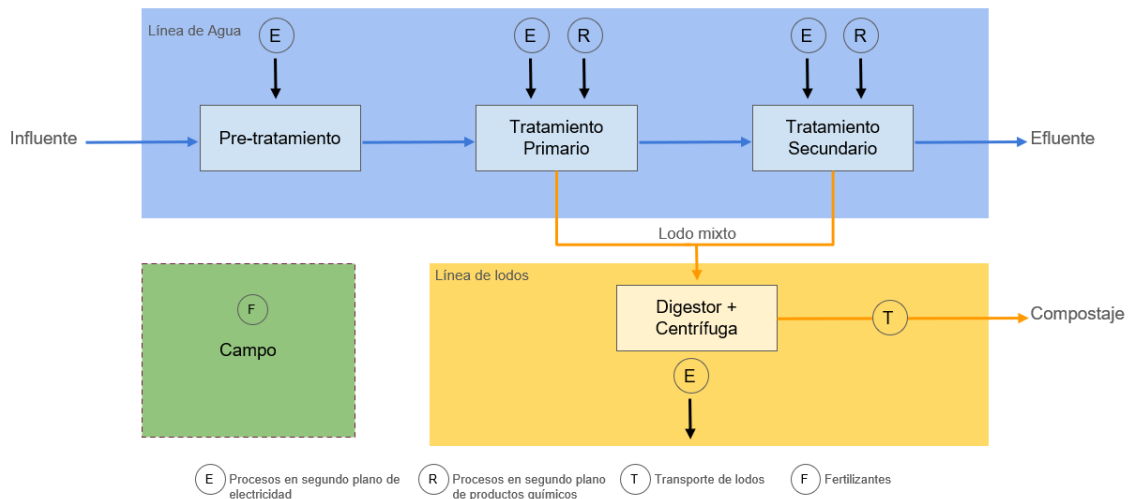 Línea de Agua
E
E
R
E
R
Influente
Pre-tratamiento
Tratamiento
Primario
Tratamiento
Secundario
Efluente
Lodo mixto
F
Campo
Línea de lodos
Digestor +
Centrífuga
T
Compostaje
E
E Procesos en segundo plano de
electricidad
R Procesos en segundo plano
de productos químicos
T Transporte de lodos
F Fertilizantes